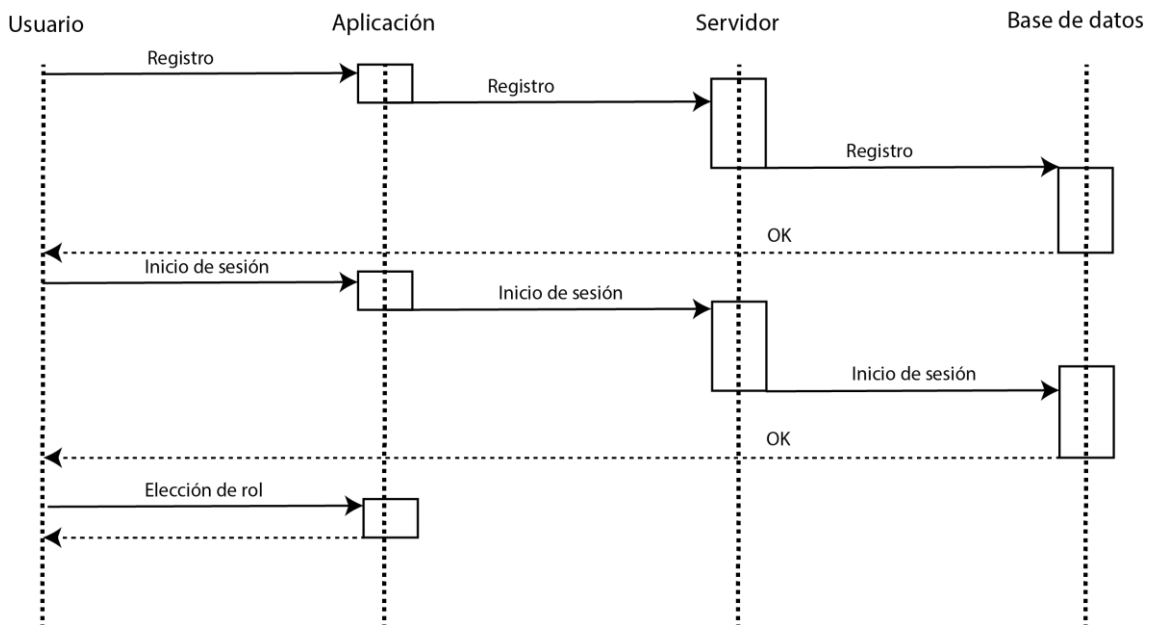 Usuario
Aplicación
Servidor
Base de datos
Registro
Registro
Registro
OK
Inicio de sesión
Inicio de sesión
Inicio de sesión
OK
Elección de rol